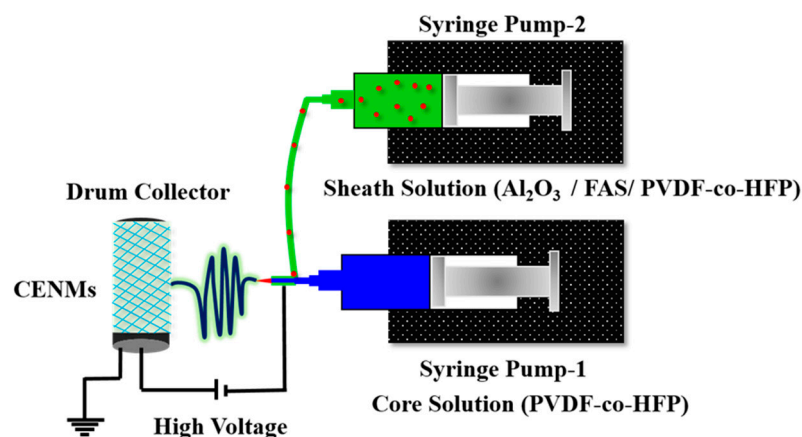 Syringe Pump-2
Sheath Solution (Al₂O₃ / FAS/ PVDF-co-HFP)
Drum Collector
CENMs
Syringe Pump-1
Core Solution (PVDF-co-HFP)
High Voltage